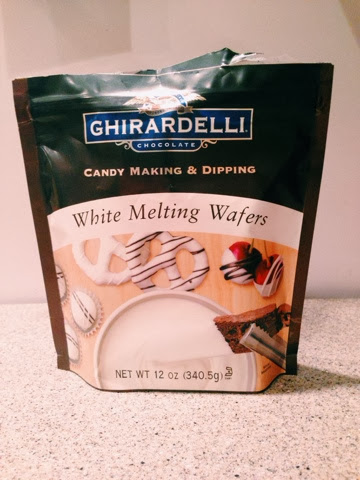 GHIRARDELLI
CHOCOLATE
CANDY MAKING & DIPPING
White Melting Wafers
NET WT 12 oz (340.5g)